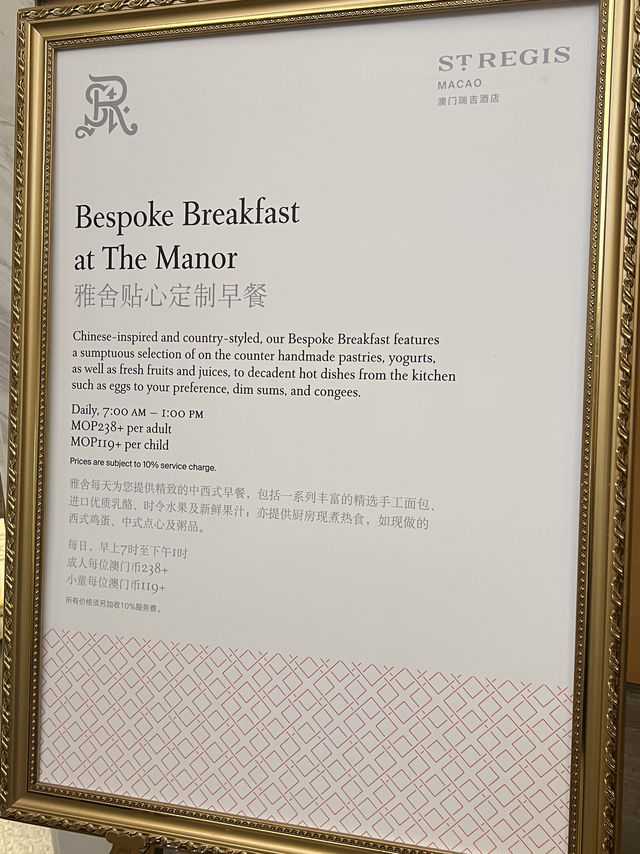 ST REGIS
MACAO
澳门瑞吉酒店
Bespoke Breakfast
at The Manor
雅舍贴心定制早餐
Chinese-inspired and country-styled, our Bespoke Breakfast features
a sumptuous selection of on the counter handmade pastries, yogurts,
as well as fresh fruits and juices, to decadent hot dishes from the kitchen
such as eggs to your preference, dim sums, and congees.
Daily, 7:00 AM – 1:00 PM
MOP238+ per adult
MOP119+ per child
Prices are subject to 10% service charge.
雅舍每天为您提供精致的中西式早餐，包括一系列丰富的精选手工面包、
进口优质乳酪、时令水果及新鲜果汁；亦提供厨房现煮热食，如现做的
西式鸡蛋、中式点心及粥品。
每日，早上7时至下午1时
成人每位澳门币238+
小童每位澳门币119+
所有价格须另加收10%服务费。